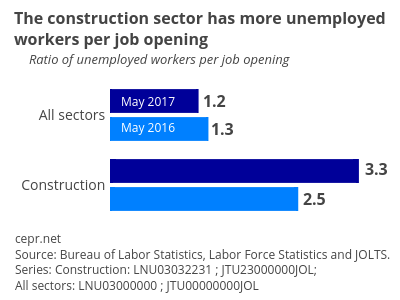 The construction sector has more unemployed
workers per job opening
Ratio of unemployed workers per job opening
All sectors
May 2017
1.2
May 2016
1.3
Construction
3.3
2.5
cepr.net
Source: Bureau of Labor Statistics, Labor Force Statistics and JOLTS.
Series: Construction: LNU03032231 ; JTU23000000JOL;
All sectors: LNU03000000 ; JTU00000000JOL